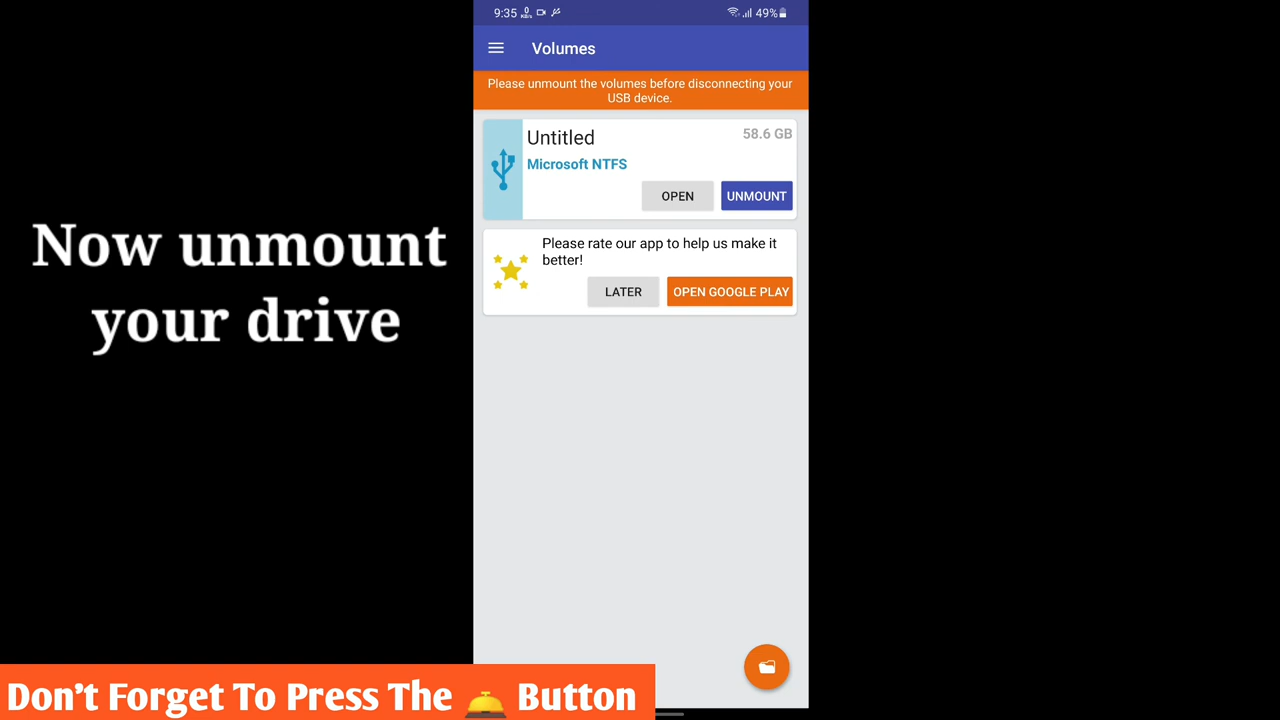 Now unmount
your drive
9:35 0 KB/s 49%
Volumes
Please unmount the volumes before disconnecting your
USB device.
Untitled
58.6 GB
Microsoft NTFS
OPEN
UNMOUNT
Please rate our app to help us make it
better!
LATER
OPEN GOOGLE PLAY
Don't Forget To Press The 🛎️ Button